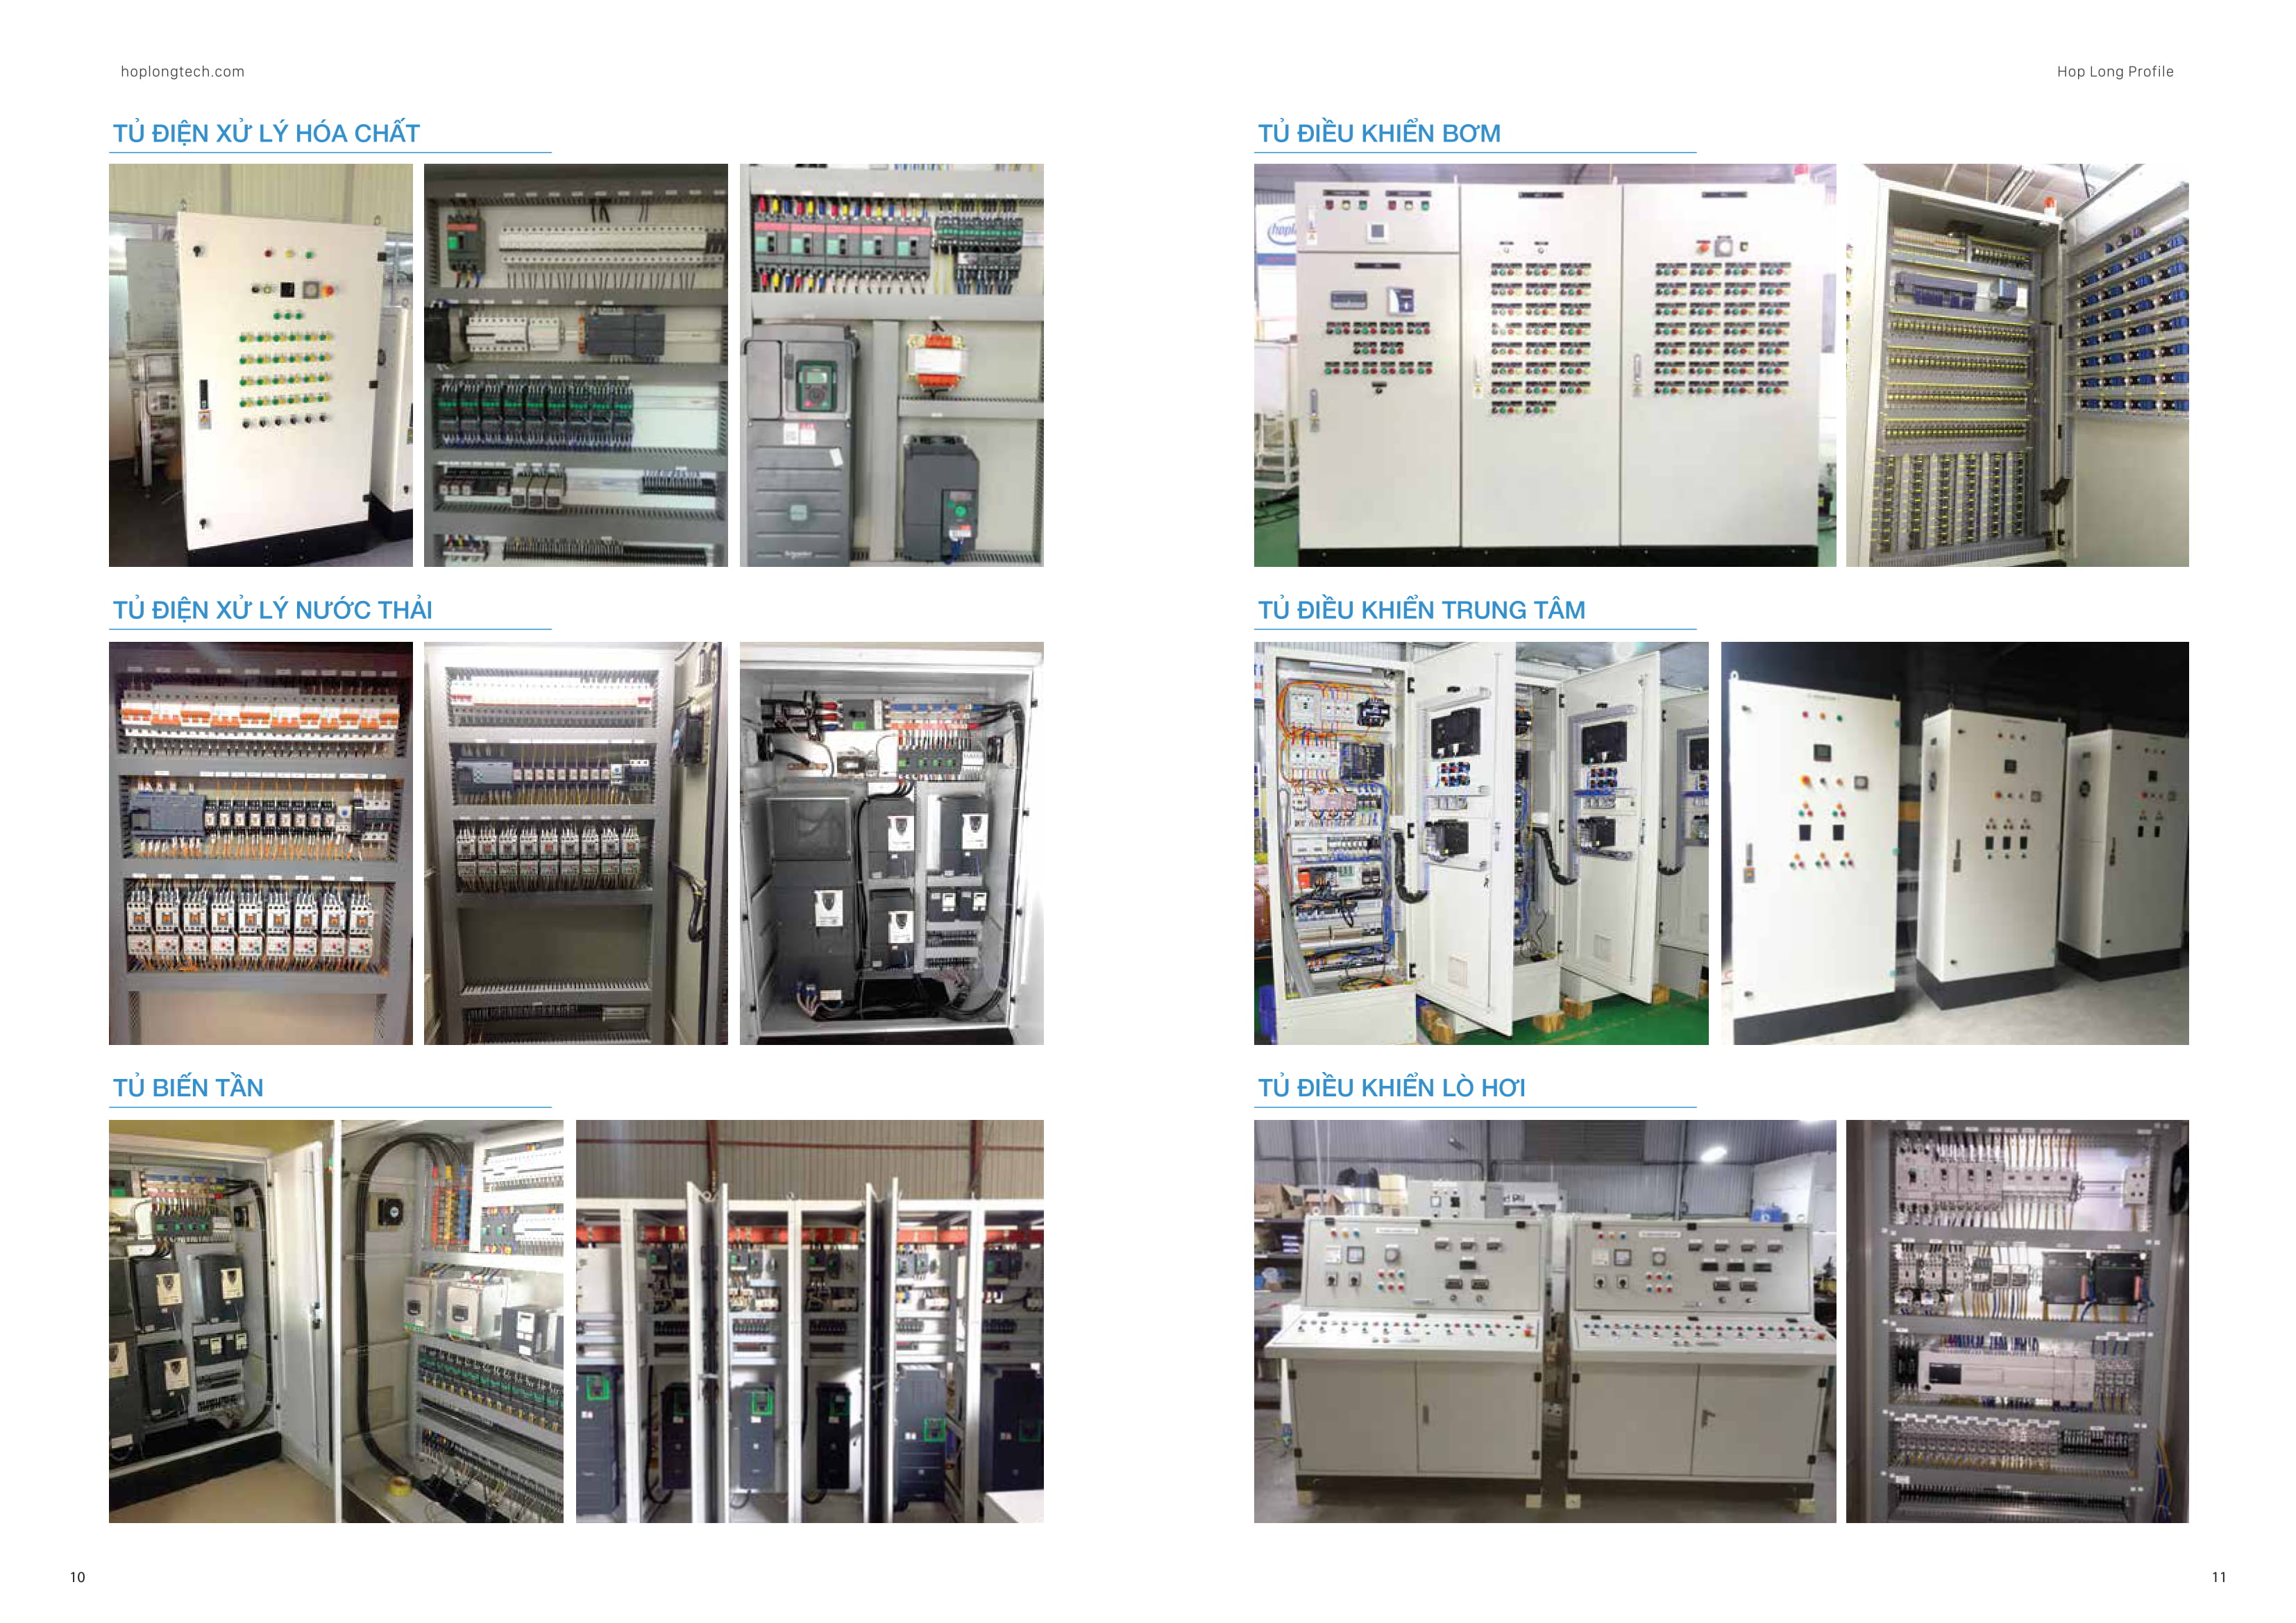 hoplongtech.com
Hop Long Profile
TỦ ĐIỆN XỬ LÝ HÓA CHẤT
TỦ ĐIỆN XỬ LÝ NƯỚC THẢI
TỦ BIẾN TẦN
10
TỦ ĐIỀU KHIỂN BƠM
TỦ ĐIỀU KHIỂN TRUNG TÂM
TỦ ĐIỀU KHIỂN LÒ HƠI
11